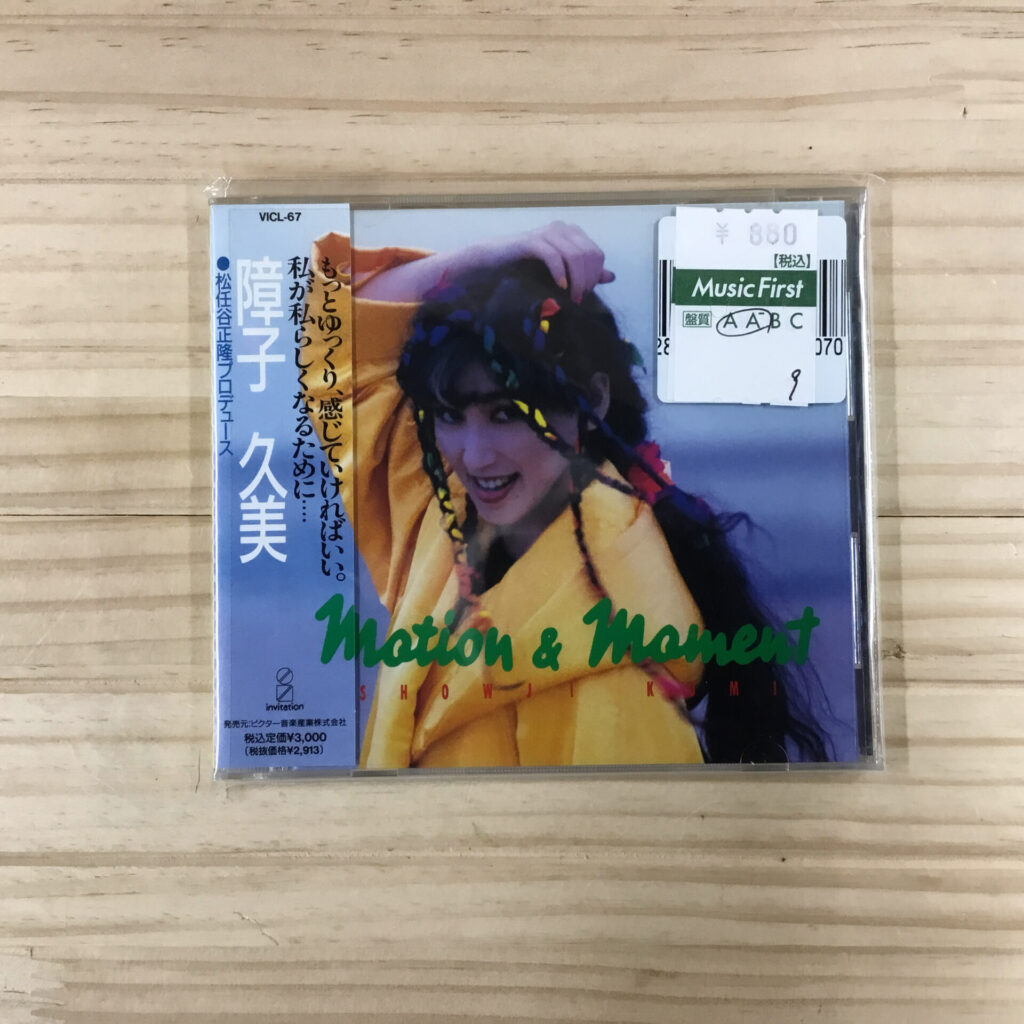 VICL-67
もっとゆっくり、感じていければいい。
私が私らしくなるために……
障子 久美
●松任谷正隆プロデュース
invitation
発売元:ビクター音楽産業株式会社
税込定価¥3,000
(税抜価格¥2,913)
¥ 880
【税込】
Music First
盤質 A A⁻ B C
070
9
Motion & Moment
SHOWJI KUMI